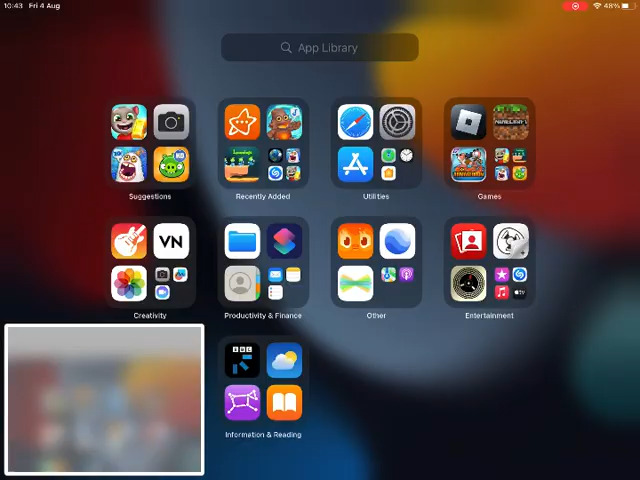 10:43 Fri 4 Aug 48%
App Library
Suggestions Recently Added Utilities Games
VN
Creativity Productivity & Finance Other Entertainment
Information & Reading